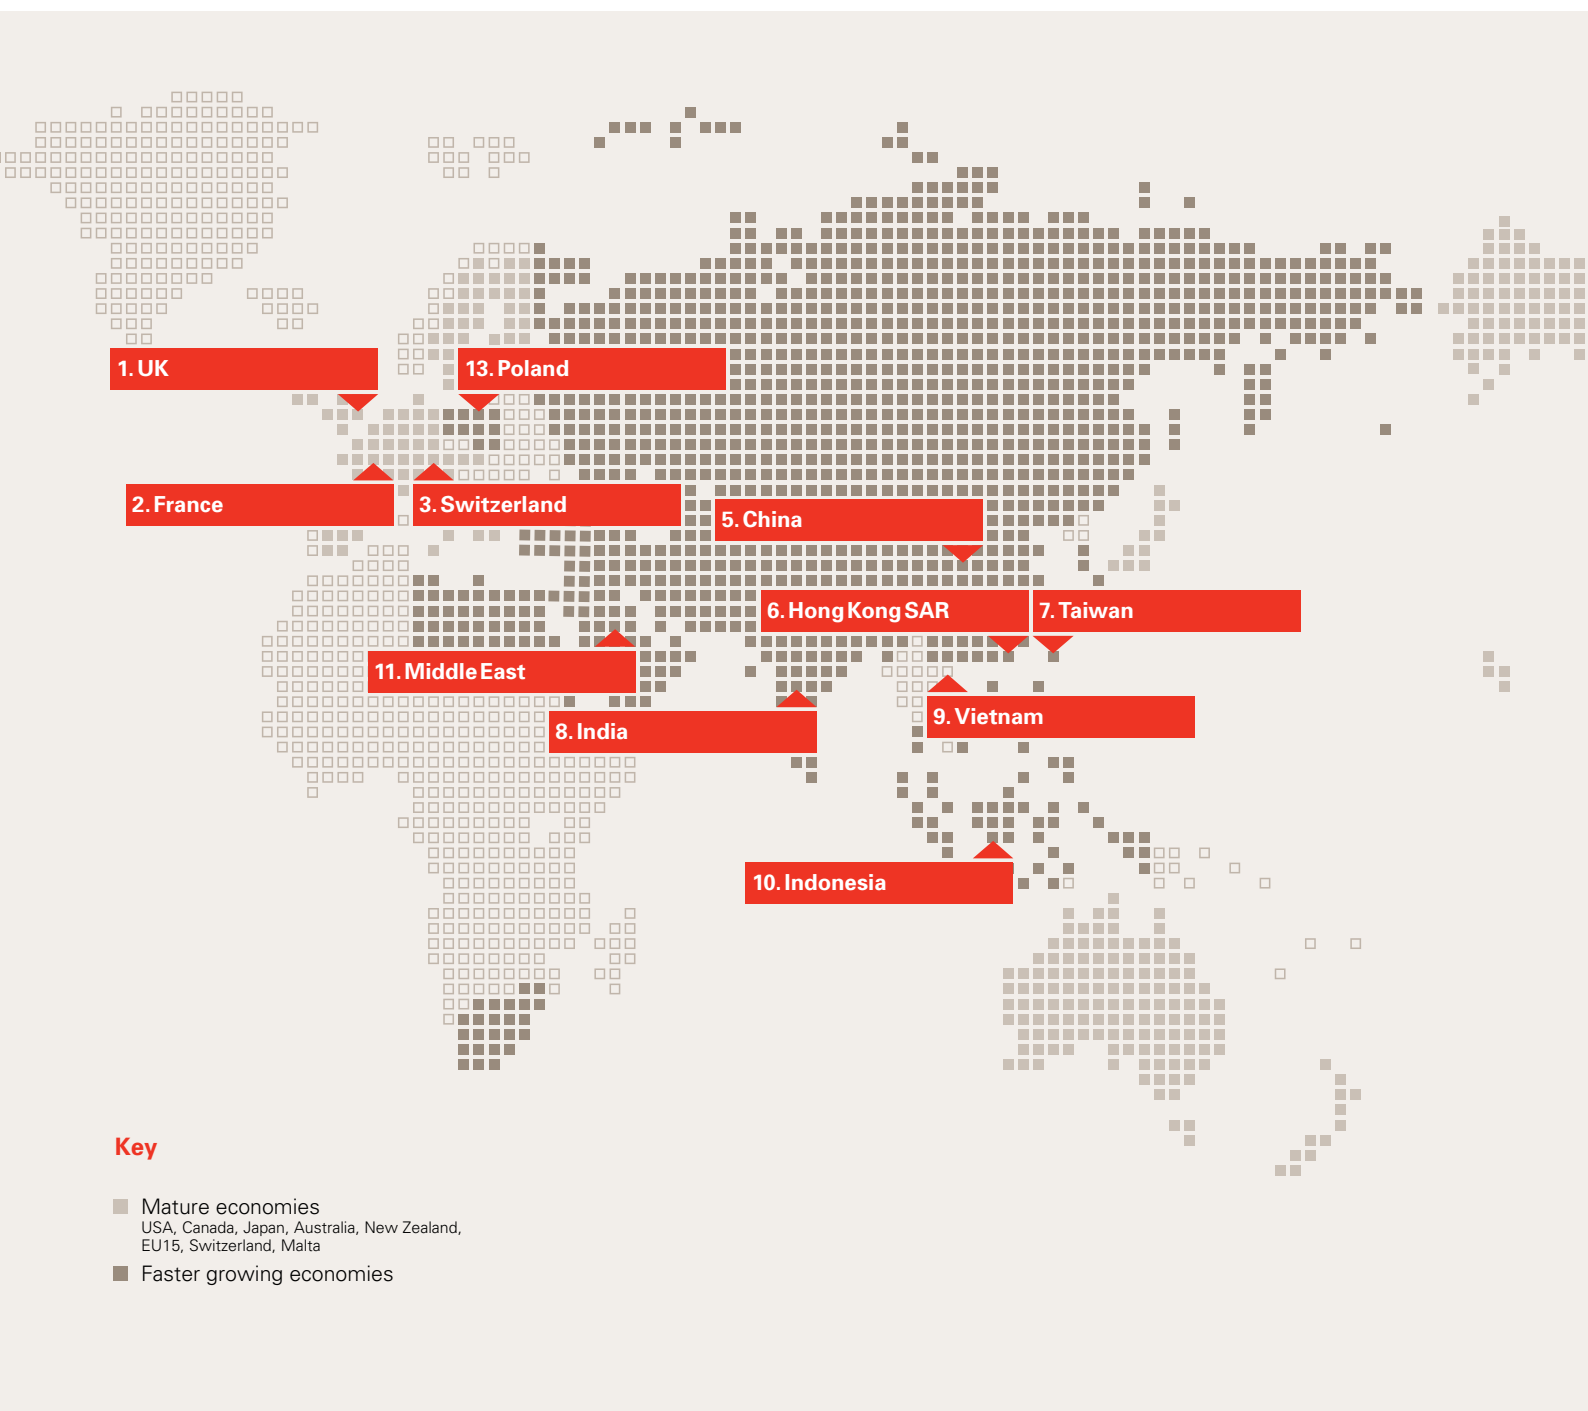 1. UK
13. Poland
2. France
3. Switzerland
5. China
6. Hong Kong SAR
7. Taiwan
11. Middle East
8. India
9. Vietnam
10. Indonesia
Key
Mature economies
USA, Canada, Japan, Australia, New Zealand,
EU15, Switzerland, Malta
Faster growing economies